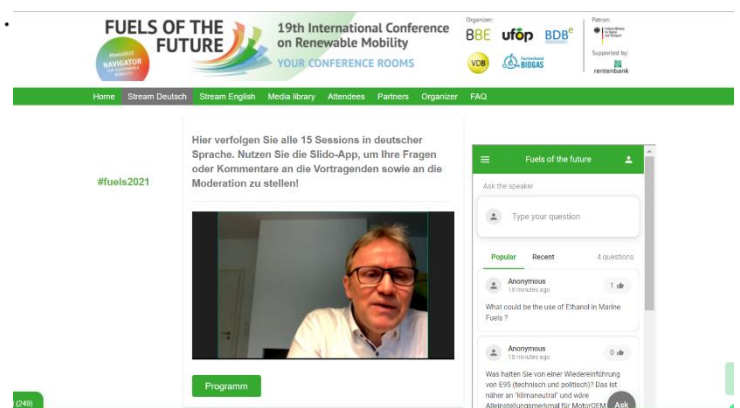 FUELS OF THE
FUTURE
#fuels2022
NAVIGATOR
FOR SUSTAINABLE
MOBILITY
19th International Conference
on Renewable Mobility
YOUR CONFERENCE ROOMS
Organizer:
BBE
ufop
BDBe
VDB
Fachverband
BIOGAS
Patron:
Supported by:
rentenbank
Home Stream Deutsch Stream English Media library Attendees Partners Organizer FAQ
#fuels2021
Hier verfolgen Sie alle 15 Sessions in deutscher
Sprache. Nutzen Sie die Slido-App, um Ihre Fragen
oder Kommentare an die Vortragenden sowie an die
Moderation zu stellen!
Programm
(249)
Fuels of the future
Ask the speaker
Type your question
Popular Recent 4 questions
Anonymous
18 minutes ago
1
What could be the use of Ethanol in Marine
Fuels ?
Anonymous
18 minutes ago
0
Was halten Sie von einer Wiedereinführung
von E95 (technisch und politisch)? Das ist
näher an "klimaneutral" und wäre
Alleinstellungsmerkmal für MotorOEM
Ask